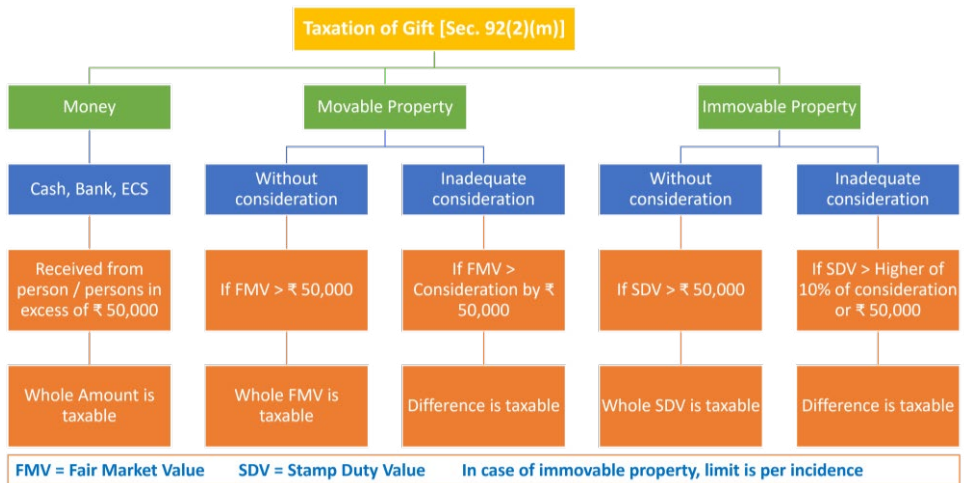 Taxation of Gift [Sec. 92(2)(m)]
Money
Movable Property
Immovable Property
Cash, Bank, ECS
Without
consideration
Inadequate
consideration
Without
consideration
Inadequate
consideration
Received from
person / persons in
excess of ₹ 50,000
If FMV > ₹ 50,000
If FMV >
Consideration by ₹
50,000
If SDV > ₹ 50,000
If SDV > Higher of
10% of consideration
or ₹ 50,000
Whole Amount is
taxable
Whole FMV is
taxable
Difference is taxable
Whole SDV is taxable
Difference is taxable
FMV = Fair Market Value SDV = Stamp Duty Value In case of immovable property, limit is per incidence